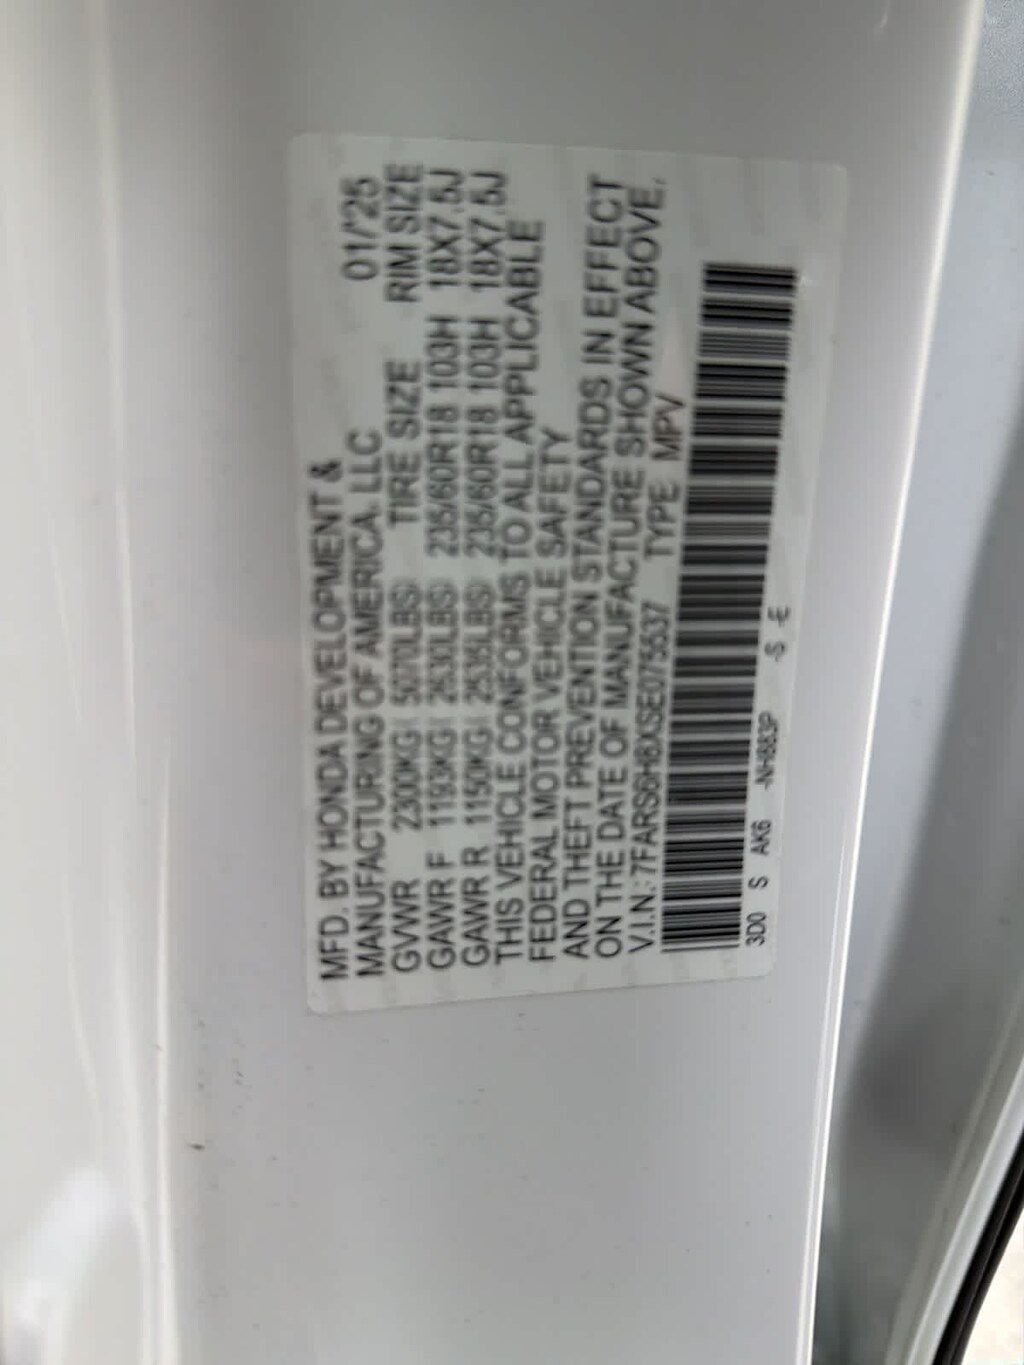 MFD. BY HONDA DEVELOPMENT &
MANUFACTURING OF AMERICA, LLC 01/'25
GVWR 2300KG( 5070LBS) TIRE SIZE RIM SIZE
GAWR F 1193KG( 2630LBS) 235/60R18 103H 18X7.5J
GAWR R 1150KG( 2535LBS) 235/60R18 103H 18X7.5J
THIS VEHICLE CONFORMS TO ALL APPLICABLE
FEDERAL MOTOR VEHICLE SAFETY
AND THEFT PREVENTION STANDARDS IN EFFECT
ON THE DATE OF MANUFACTURE SHOWN ABOVE.
V.I.N.: 7FARS6H8XSE075537 TYPE MPV
3D0 S AK6 -NH883P -S -E